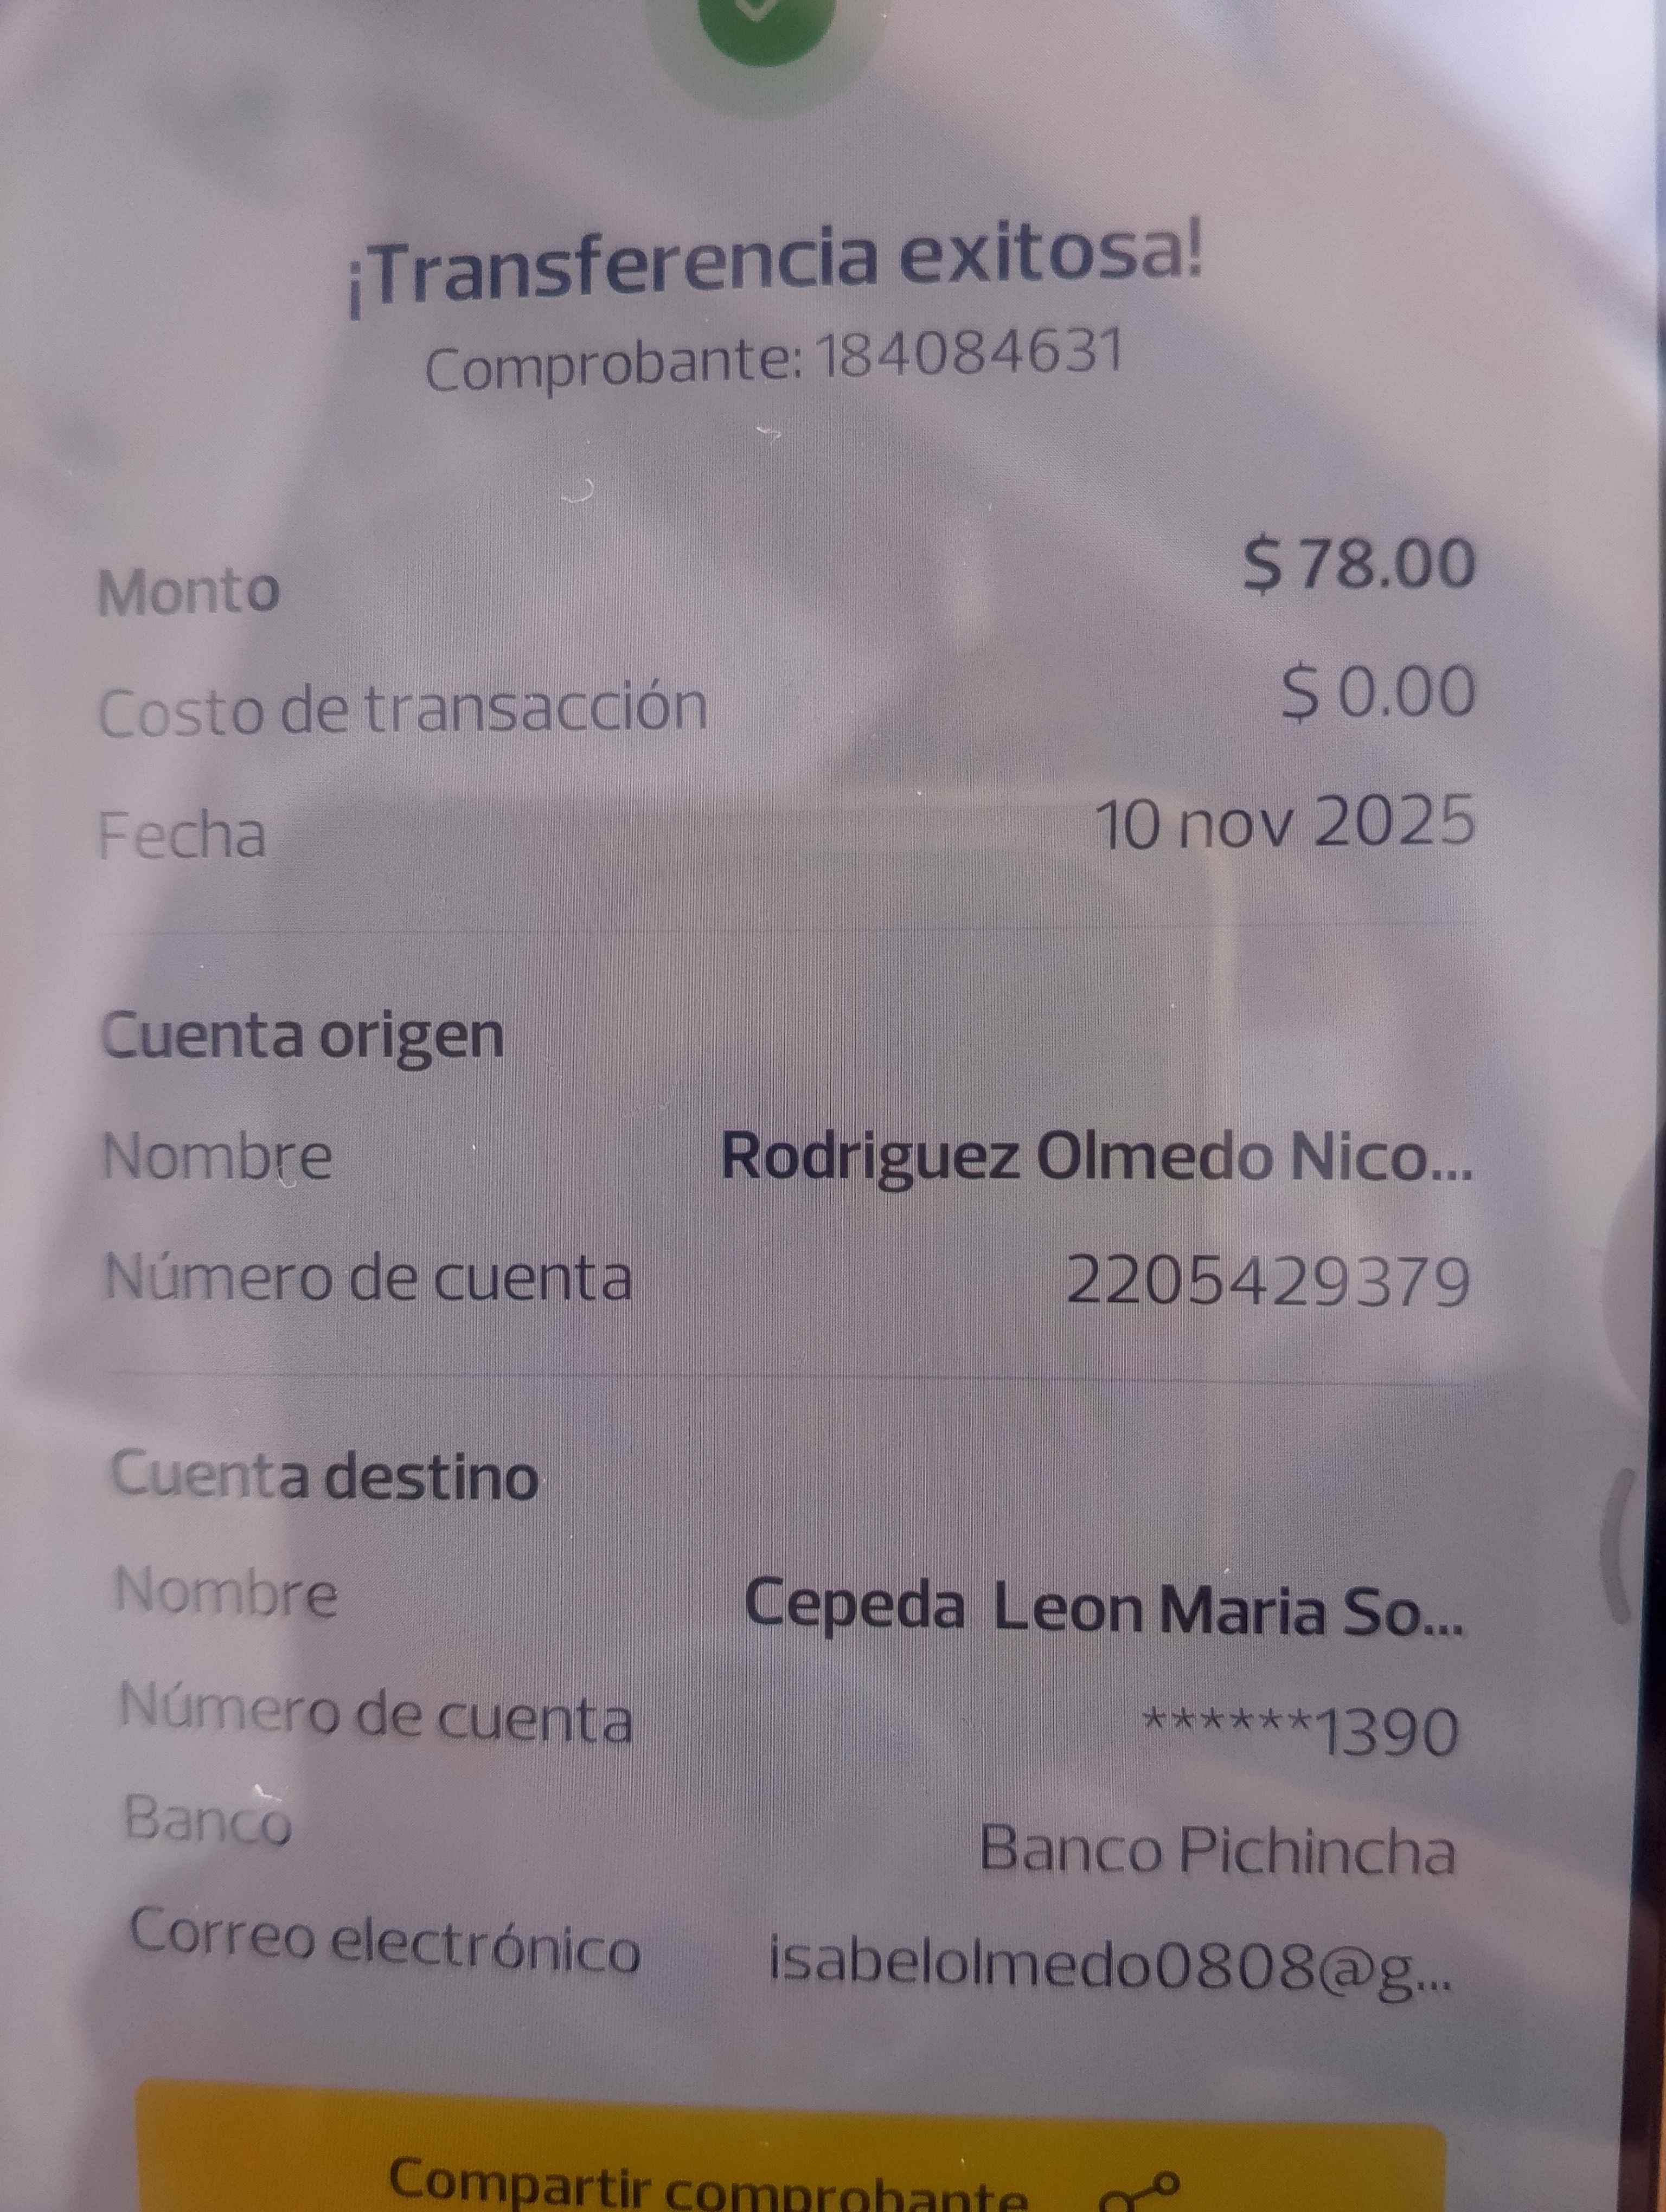 ¡Transferencia exitosa!
Comprobante: 184084631
Monto $ 78.00
Costo de transacción $ 0.00
Fecha 10 nov 2025
Cuenta origen
Nombre Rodriguez Olmedo Nico...
Número de cuenta 2205429379
Cuenta destino
Nombre Cepeda Leon Maria So...
Número de cuenta ******1390
Banco Banco Pichincha
Correo electrónico isabelolmedo0808@g...
Compartir comprobante